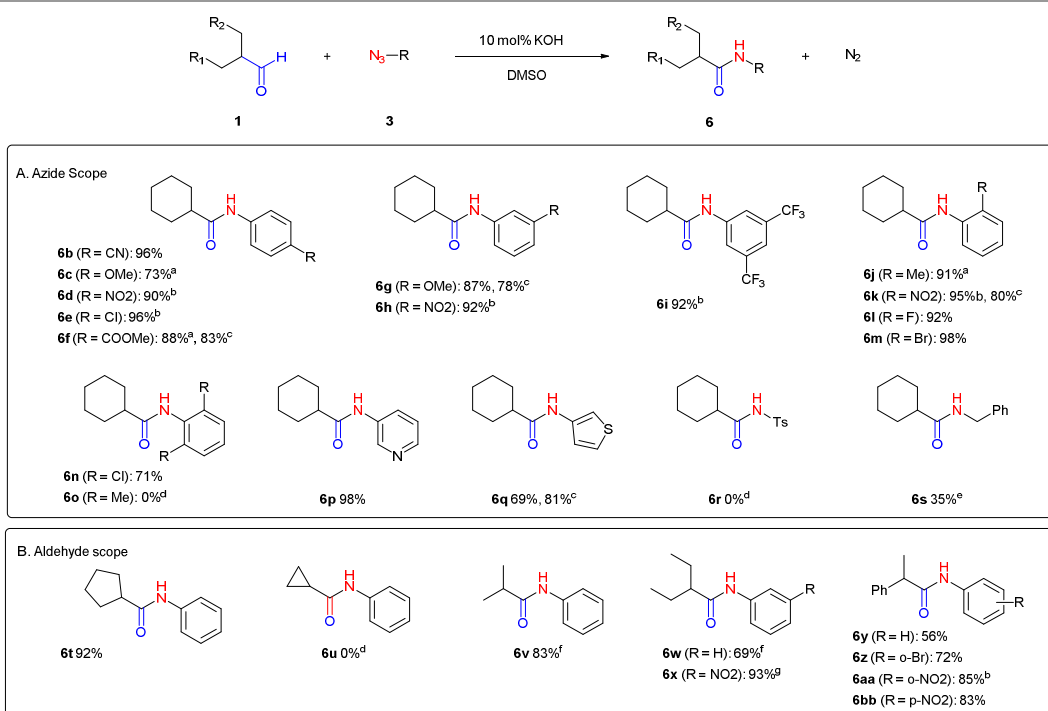 R2
R1
H
O
+
N3—R
10 mol% KOH
DMSO
R2
R1
H
N
R
O
+
N2
1
3
6
A. Azide Scope
H
N
O
R
6b (R = CN): 96%
6c (R = OMe): 73%a
6d (R = NO2): 90%b
6e (R = Cl): 96%b
6f (R = COOMe): 88%a, 83%c
H
N
O
R
6g (R = OMe): 87%, 78%c
6h (R = NO2): 92%b
H
N
O
CF3
CF3
6i 92%b
H
N
O
R
6j (R = Me): 91%a
6k (R = NO2): 95%b, 80%c
6l (R = F): 92%
6m (R = Br): 98%
H
N
O
R
R
6n (R = Cl): 71%
6o (R = Me): 0%d
H
N
O
N
6p 98%
H
N
O
S
6q 69%, 81%c
H
N
Ts
O
6r 0%d
H
N
Ph
O
6s 35%e
B. Aldehyde scope
H
N
O
6t 92%
H
N
O
6u 0%d
H
N
O
6v 83%f
H
N
O
R
6w (R = H): 69%f
6x (R = NO2): 93%g
Ph
H
N
O
R
6y (R = H): 56%
6z (R = o-Br): 72%
6aa (R = o-NO2): 85%b
6bb (R = p-NO2): 83%